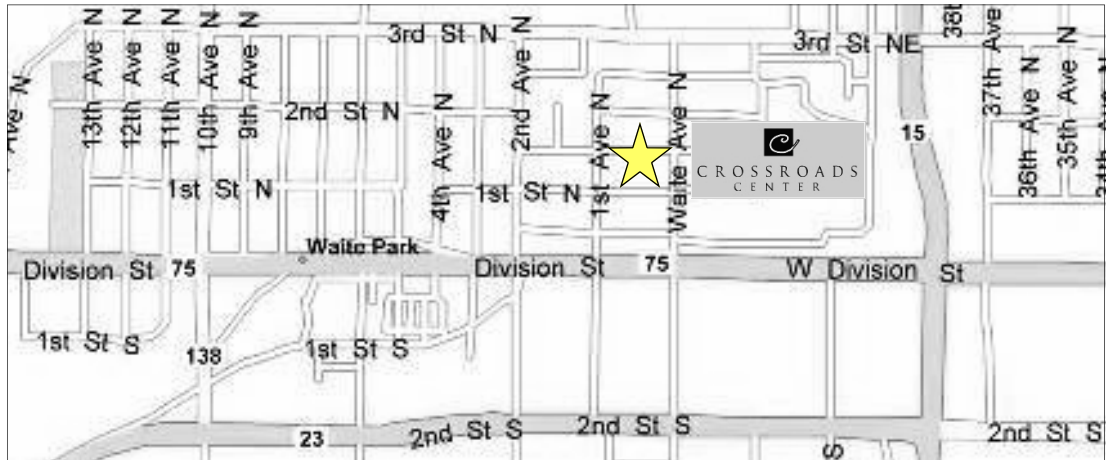 3rd St N
3rd St NE
38th
37th Ave N
36th Ave N
35th Ave N
34th Ave N
Ave N
13th Ave N
12th Ave N
11th Ave N
10th Ave N
9th Ave N
2nd St N
4th Ave N
2nd Ave N
1st Ave N
Waite Ave N
15
C
CROSSROADS
CENTER
1st St N
1st St N
Waite Park
Division St
75
Division St
75
W Division St
1st St S
138
1st St S
23
2nd St S
2nd St S
S
2nd St S